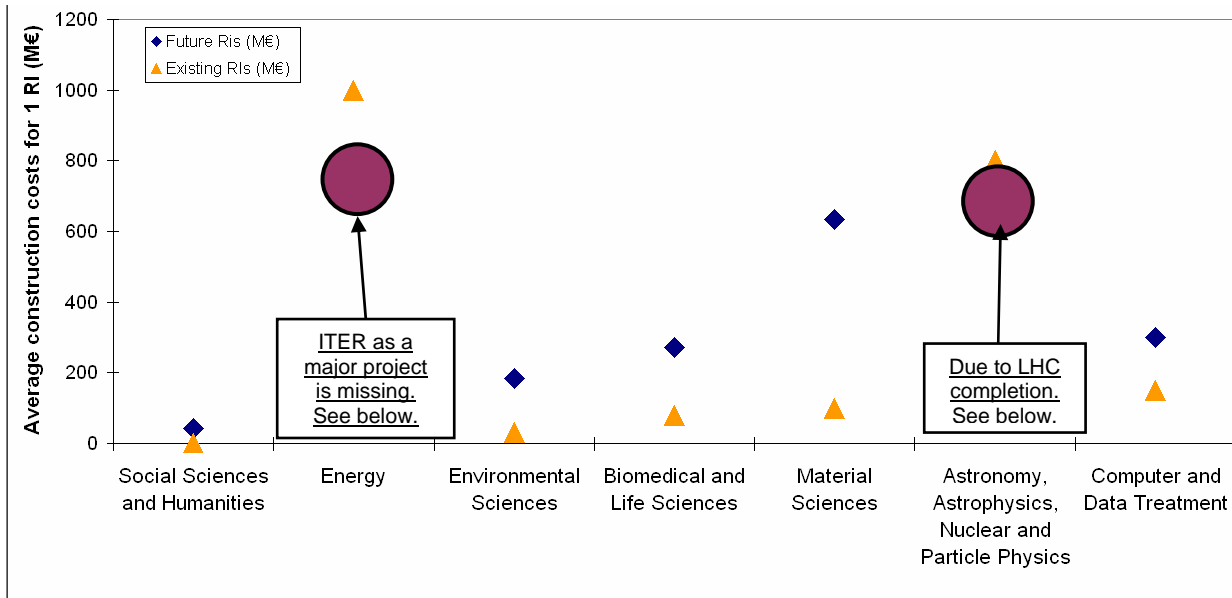 Average construction costs for 1 RI (M€)
1200
1000
800
600
400
200
0
Future Ris (M€)
Existing RIs (M€)
ITER as a
major project
is missing.
See below.
Due to LHC
completion.
See below.
Social Sciences
and Humanities
Energy
Environmental
Sciences
Biomedical and
Life Sciences
Material
Sciences
Astronomy,
Astrophysics,
Nuclear and
Particle Physics
Computer and
Data Treatment